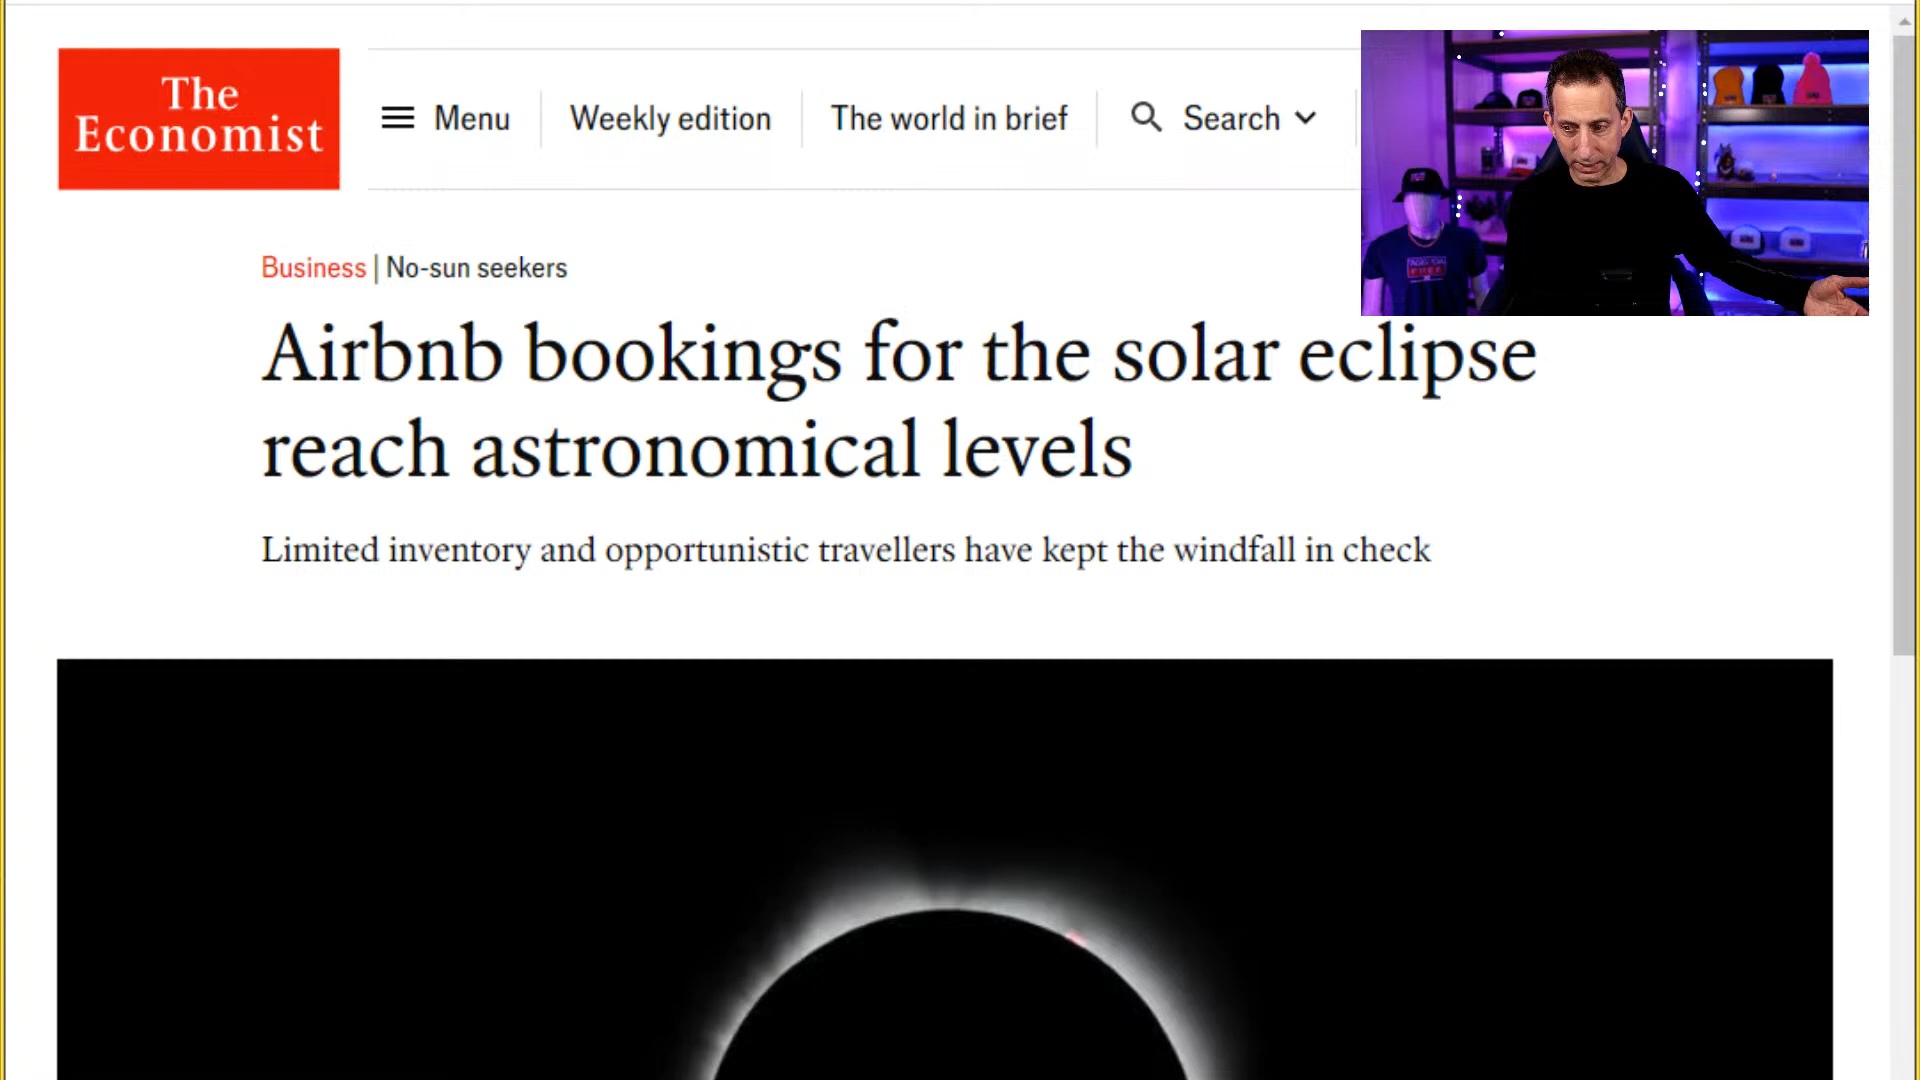 The
Economist
Menu
Weekly edition
The world in brief
Search
Business | No-sun seekers
Airbnb bookings for the solar eclipse
reach astronomical levels
Limited inventory and opportunistic travellers have kept the windfall in check